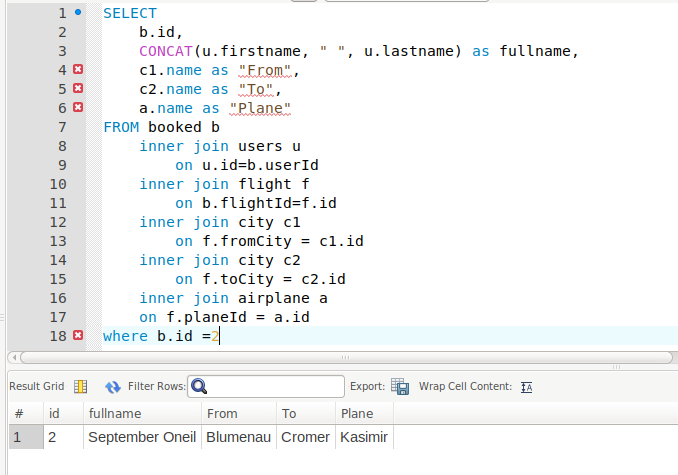 1 SELECT
2 b.id,
3 CONCAT(u.firstname, " ", u.lastname) as fullname,
4 c1.name as "From",
5 c2.name as "To",
6 a.name as "Plane"
7 FROM booked b
8 inner join users u
9 on u.id=b.userId
10 inner join flight f
11 on b.flightId=f.id
12 inner join city c1
13 on f.fromCity = c1.id
14 inner join city c2
15 on f.toCity = c2.id
16 inner join airplane a
17 on f.planeId = a.id
18 where b.id =2
Result Grid Filter Rows: Export: Wrap Cell Content: IA
# id fullname From To Plane
1 2 September Oneil Blumenau Cromer Kasimir